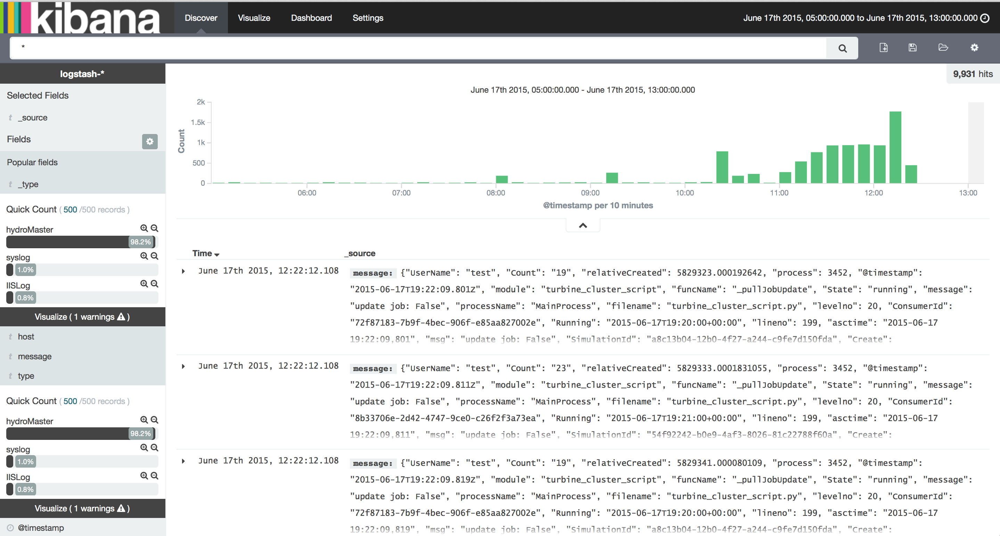 kibana
Discover Visualize Dashboard Settings June 17th 2015, 05:00:00.000 to June 17th 2015, 13:00:00.000
*
logstash-*
9,931 hits
Selected Fields
t _source
Fields
Popular fields
t _type
Quick Count ( 500 /500 records )
hydroMaster
98.2%
syslog
1.0%
IISLog
0.8%
Visualize ( 1 warnings )
t host
t message
t type
Quick Count ( 500 /500 records )
hydroMaster
98.2%
syslog
1.0%
IISLog
0.8%
Visualize ( 1 warnings )
@timestamp
June 17th 2015, 05:00:00.000 - June 17th 2015, 13:00:00.000
Count
2k
1.5k
1k
500
0
06:00 07:00 08:00 09:00 10:00 11:00 12:00 13:00
@timestamp per 10 minutes
Time _source
June 17th 2015, 12:22:12.108 message: {"UserName": "test", "Count": "19", "relativeCreated": 5829323.000192642, "process": 3452, "@timestamp":
"2015-06-17T19:22:09.801Z", "module": "turbine_cluster_script", "funcName": "_pullJobUpdate", "State": "running", "message":
"update job: False", "processName": "MainProcess", "filename": "turbine_cluster_script.py", "levelno": 20, "ConsumerId":
"72f87183-7b9f-4bec-906f-e85aa827002e", "Running": "2015-06-17T19:20:00+00:00", "lineno": 199, "asctime": "2015-06-17
19:22:09,801", "msg": "update job: False", "SimulationId": "a8c13b04-12b0-4f27-a244-c9fe7d150fda", "Create":
June 17th 2015, 12:22:12.108 message: {"UserName": "test", "Count": "23", "relativeCreated": 5829333.0001831055, "process": 3452, "@timestamp":
"2015-06-17T19:22:09.811Z", "module": "turbine_cluster_script", "funcName": "_pullJobUpdate", "State": "running", "message":
"update job: False", "processName": "MainProcess", "filename": "turbine_cluster_script.py", "levelno": 20, "ConsumerId":
"8b33706e-2d42-4747-9ce0-c26f2f3a73ea", "Running": "2015-06-17T19:21:00+00:00", "lineno": 199, "asctime": "2015-06-17
19:22:09,811", "msg": "update job: False", "SimulationId": "54f92242-b0e9-4af3-8026-81c22788f60a", "Create":
June 17th 2015, 12:22:12.108 message: {"UserName": "test", "Count": "19", "relativeCreated": 5829341.000080109, "process": 3452, "@timestamp":
"2015-06-17T19:22:09.819Z", "module": "turbine_cluster_script", "funcName": "_pullJobUpdate", "State": "running", "message":
"update job: False", "processName": "MainProcess", "filename": "turbine_cluster_script.py", "levelno": 20, "ConsumerId":
"72f87183-7b9f-4bec-906f-e85aa827002e", "Running": "2015-06-17T19:20:00+00:00", "lineno": 199, "asctime": "2015-06-17
19:22:09,819", "msg": "update job: False", "SimulationId": "a8c13b04-12b0-4f27-a244-c9fe7d150fda", "Create":